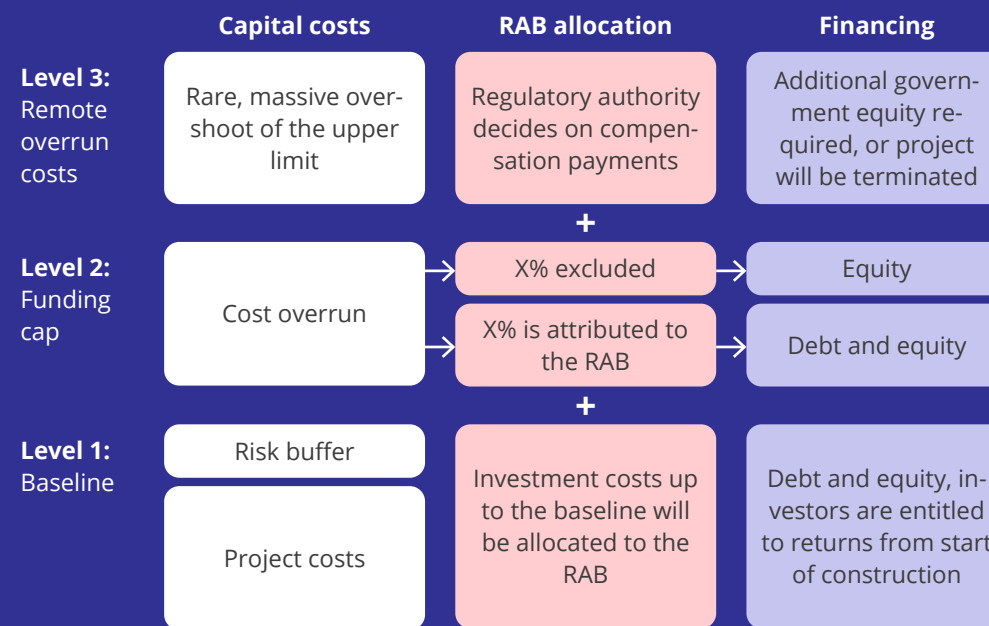 Capital costs
RAB allocation
Financing
Level 3:
Remote
overrun
costs
Rare, massive over-
shoot of the upper
limit
Regulatory authority
decides on compen-
sation payments
Additional govern-
ment equity re-
quired, or project
will be terminated
+
Level 2:
Funding
cap
Cost overrun
X% excluded
Equity
X% is attributed to
the RAB
Debt and equity
+
Level 1:
Baseline
Risk buffer
Project costs
Investment costs up
to the baseline will
be allocated to the
RAB
Debt and equity, in-
vestors are entitled
to returns from start
of construction